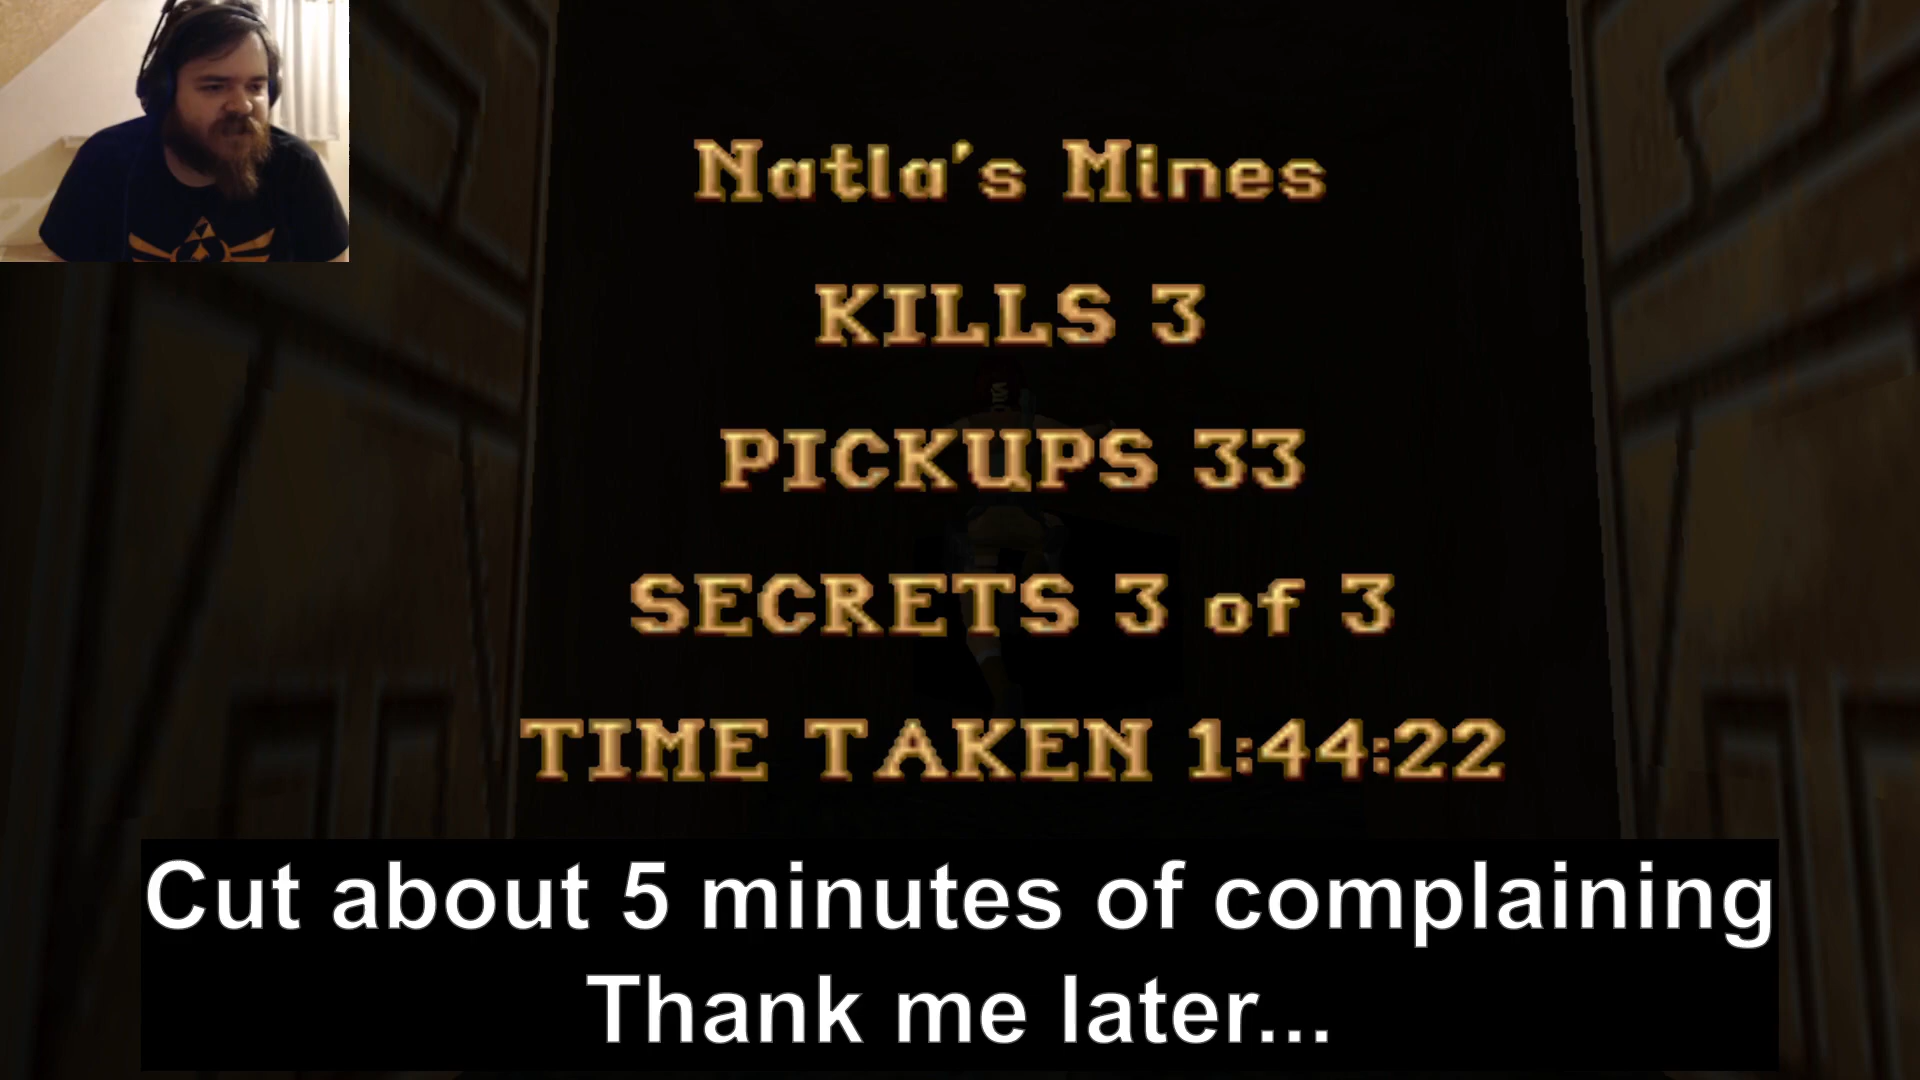 Natla's Mines
KILLS 3
PICKUPS 33
SECRETS 3 of 3
TIME TAKEN 1:44:22
Cut about 5 minutes of complaining
Thank me later...